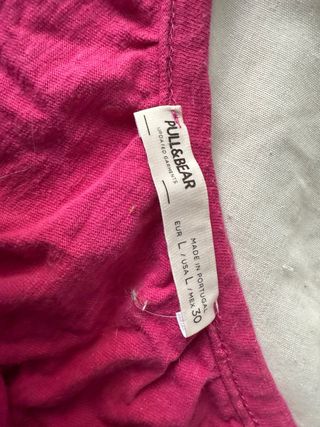 PULL&BEAR
UPDATED GARMENTS
MADE IN PORTUGAL
EUR L / USA L / MEX 30